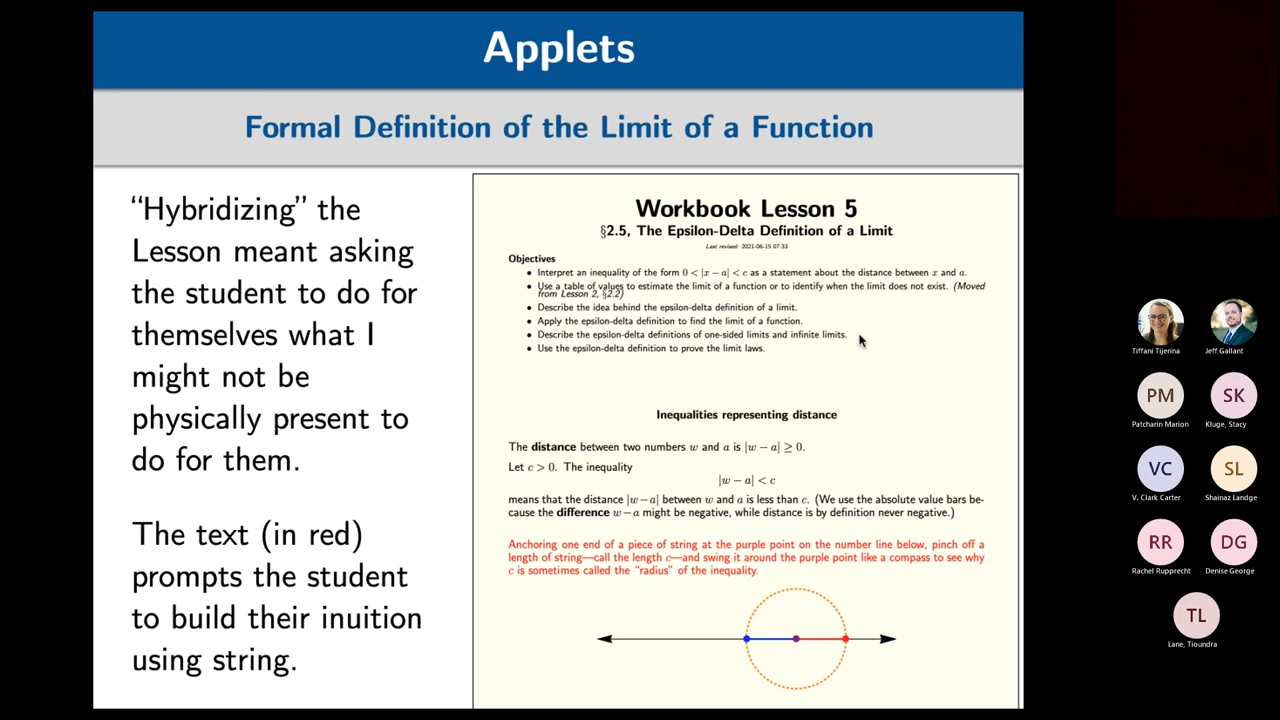 Applets
Formal Definition of the Limit of a Function
“Hybridizing” the
Lesson meant asking
the student to do for
themselves what I
might not be
physically present to
do for them.
The text (in red)
prompts the student
to build their inuition
using string.
Workbook Lesson 5
§2.5, The Epsilon-Delta Definition of a Limit
Last revised: 2021-06-15 07:33
Objectives
• Interpret an inequality of the form 0 < |x − a| < c as a statement about the distance between x and a.
• Use a table of values to estimate the limit of a function or to identify when the limit does not exist. (Moved
from Lesson 2, §2.2)
• Describe the idea behind the epsilon-delta definition of a limit.
• Apply the epsilon-delta definition to find the limit of a function.
• Describe the epsilon-delta definitions of one-sided limits and infinite limits.
• Use the epsilon-delta definition to prove the limit laws.
Inequalities representing distance
The distance between two numbers w and a is |w − a| ≥ 0.
Let c > 0. The inequality
|w − a| < c
means that the distance |w−a| between w and a is less than c. (We use the absolute value bars be-
cause the difference w−a might be negative, while distance is by definition never negative.)
Anchoring one end of a piece of string at the purple point on the number line below, pinch off a
length of string—call the length c—and swing it around the purple point like a compass to see why
c is sometimes called the “radius” of the inequality.
Tiffani Tijerina
Jeff Gallant
PM
SK
Patcharin Marion
Kluge, Stacy
VC
SL
V. Clark Carter
Shainaz Landge
RR
DG
Rachel Rupprecht
Denise George
TL
Lane, Tioundra